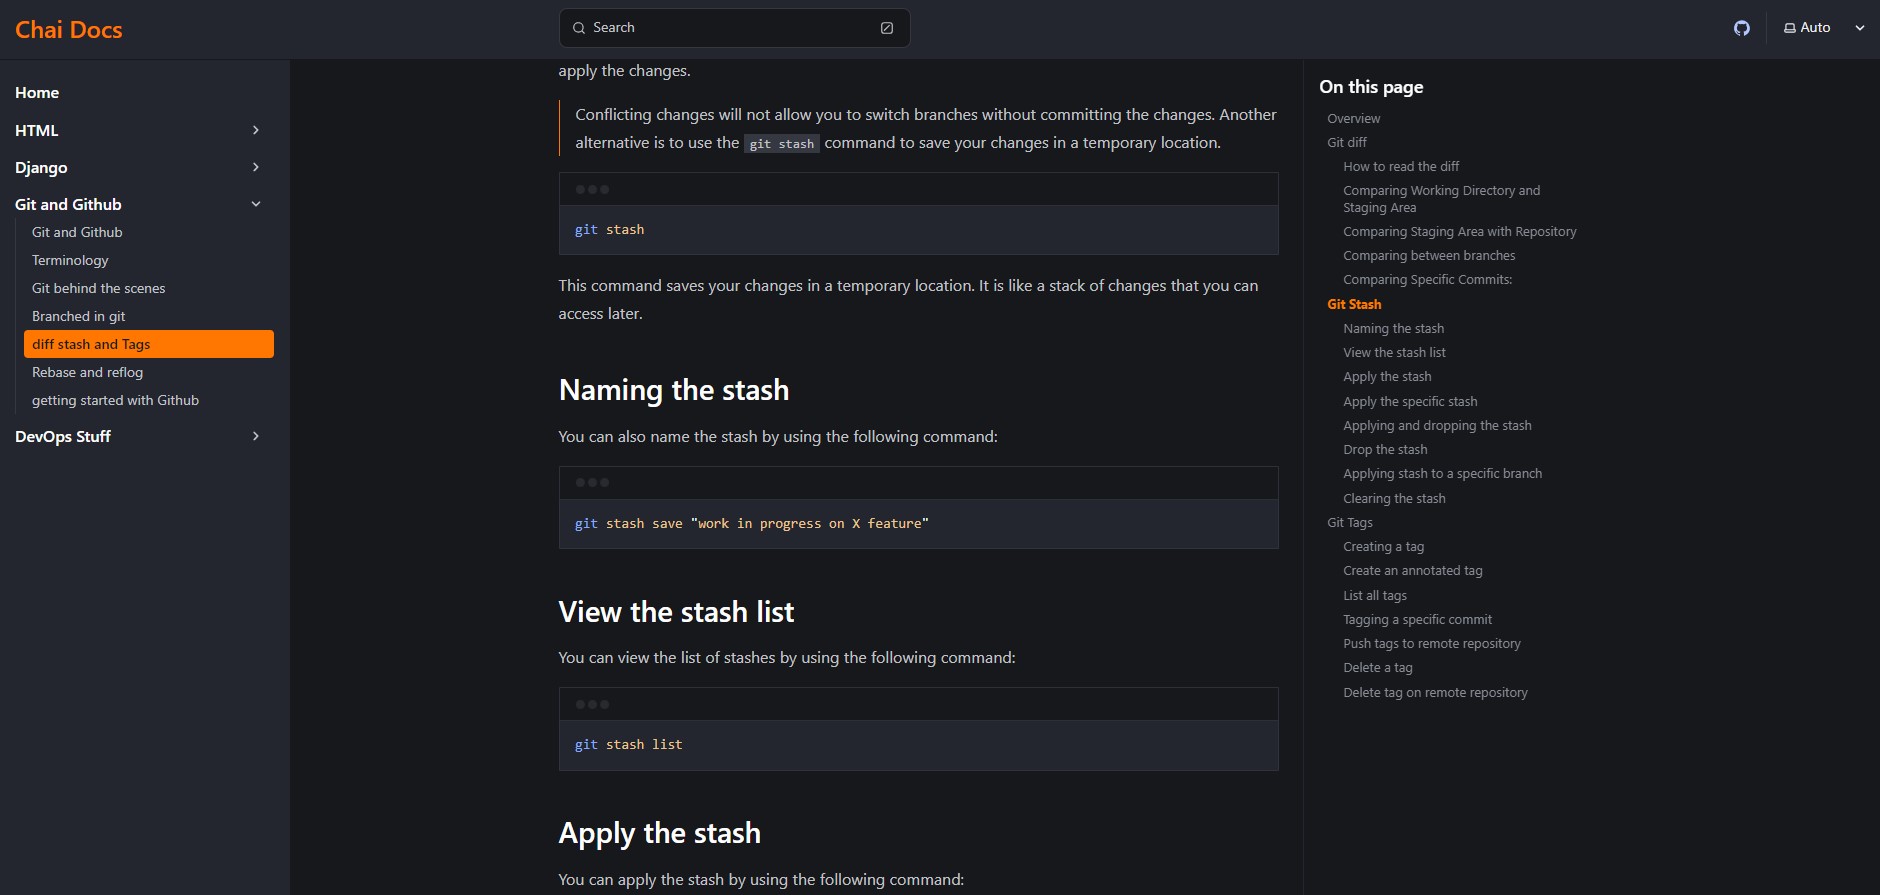 Chai Docs
Search
Auto
Home
HTML
Django
Git and Github
Git and Github
Terminology
Git behind the scenes
Branched in git
diff stash and Tags
Rebase and reflog
getting started with Github
DevOps Stuff
apply the changes.
Conflicting changes will not allow you to switch branches without committing the changes. Another
alternative is to use the git stash command to save your changes in a temporary location.
git stash
This command saves your changes in a temporary location. It is like a stack of changes that you can
access later.
Naming the stash
You can also name the stash by using the following command:
git stash save "work in progress on X feature"
View the stash list
You can view the list of stashes by using the following command:
git stash list
Apply the stash
You can apply the stash by using the following command:
On this page
Overview
Git diff
How to read the diff
Comparing Working Directory and
Staging Area
Comparing Staging Area with Repository
Comparing between branches
Comparing Specific Commits:
Git Stash
Naming the stash
View the stash list
Apply the stash
Apply the specific stash
Applying and dropping the stash
Drop the stash
Applying stash to a specific branch
Clearing the stash
Git Tags
Creating a tag
Create an annotated tag
List all tags
Tagging a specific commit
Push tags to remote repository
Delete a tag
Delete tag on remote repository